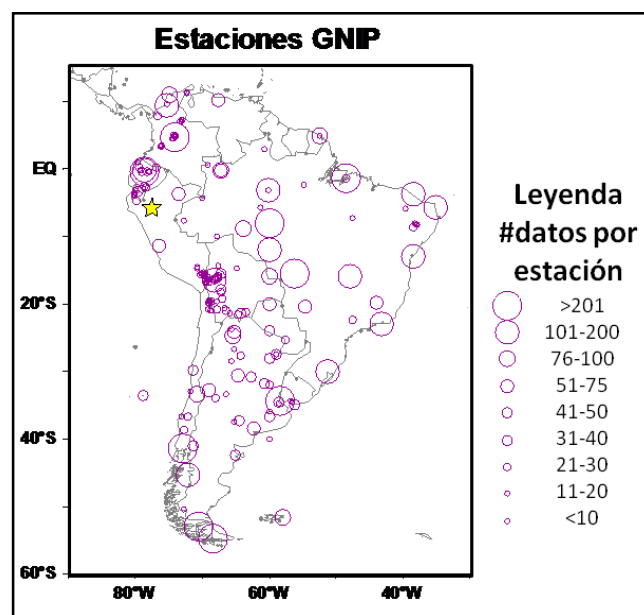 Estaciones GNIP
EQ
20°S
40°S
60°S
80°W
60°W
40°W
Leyenda
#datos por
estación
>201
101-200
76-100
51-75
41-50
31-40
21-30
11-20
<10